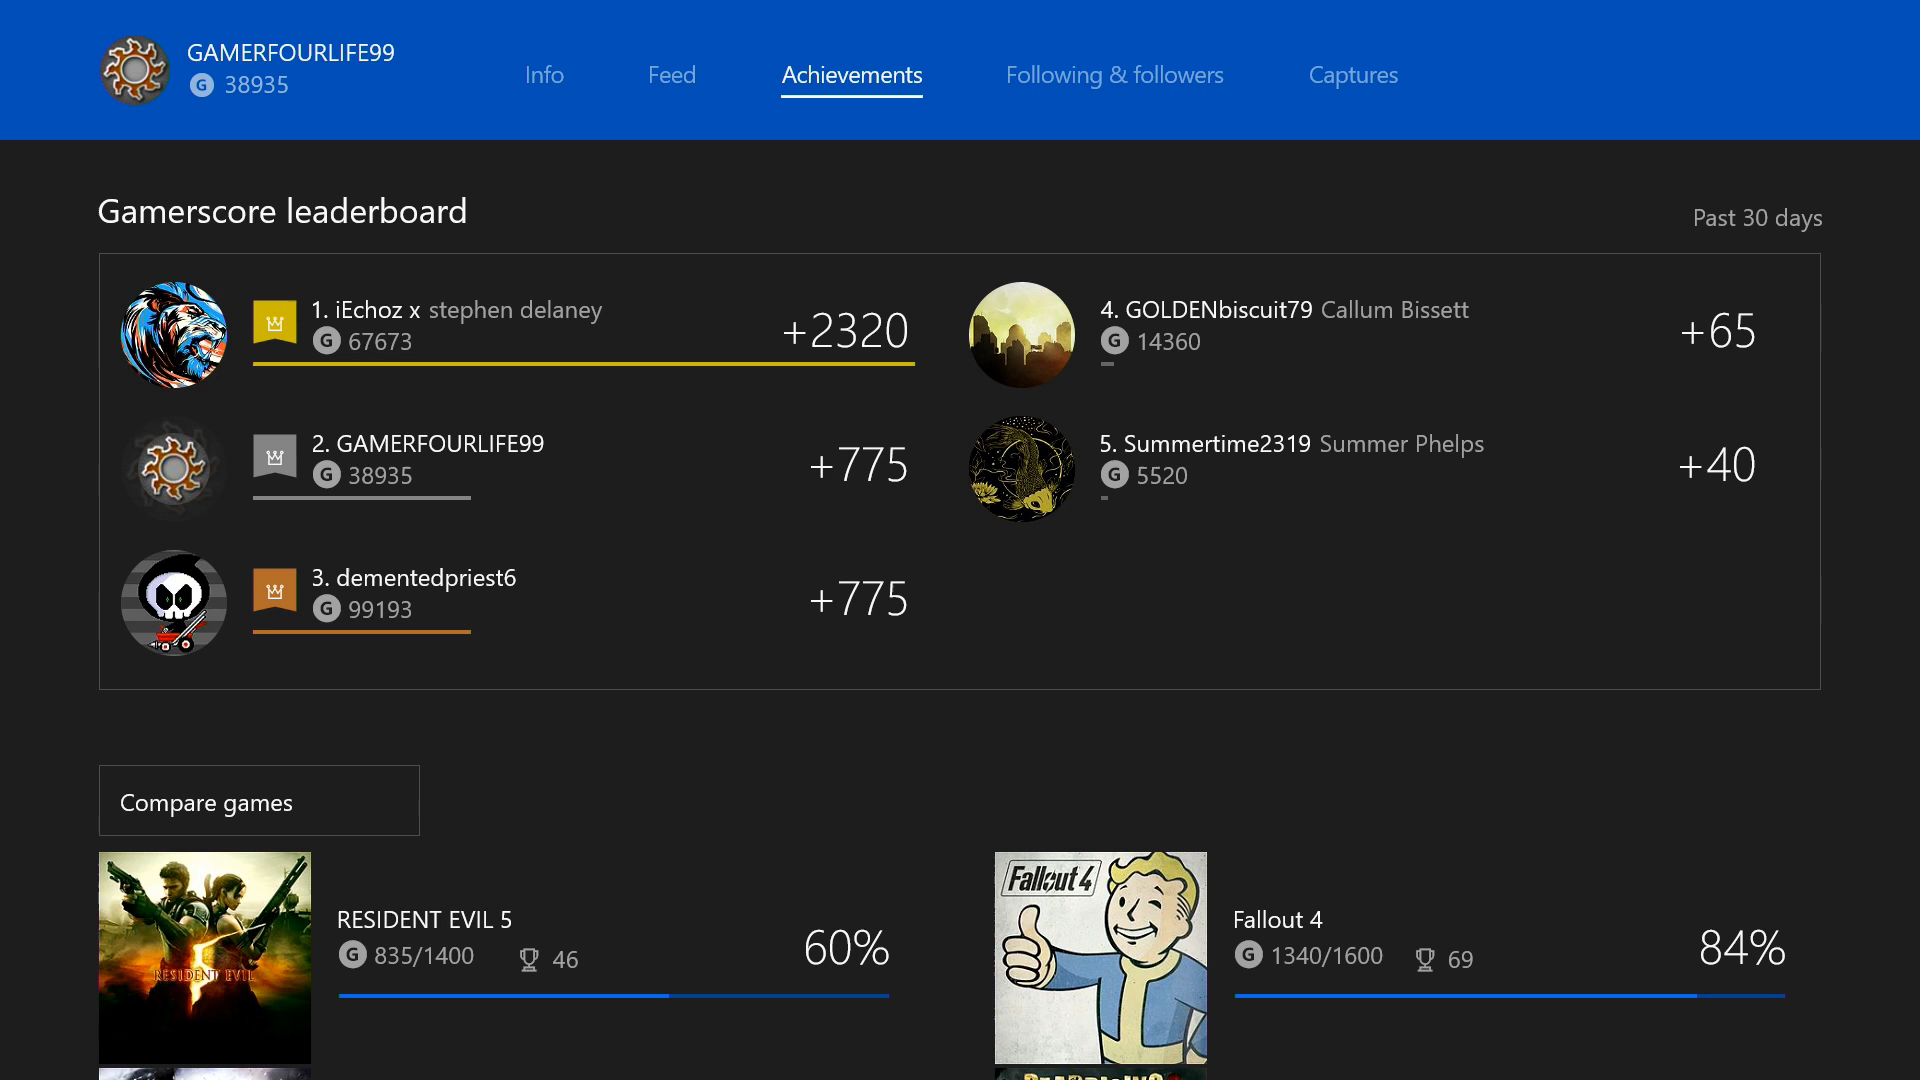 GAMERFOURLIFE99
G 38935
Info
Feed
Achievements
Following & followers
Captures
Gamerscore leaderboard
Past 30 days
1. iEchoz x stephen delaney
G 67673
+2320
2. GAMERFOURLIFE99
G 38935
+775
3. dementedpriest6
G 99193
+775
4. GOLDENbiscuit79 Callum Bissett
G 14360
+65
5. Summertime2319 Summer Phelps
G 5520
+40
Compare games
RESIDENT EVIL 5
G 835/1400 46
60%
RESIDENT EVIL
Fallout 4
Fallout 4
G 1340/1600 69
84%